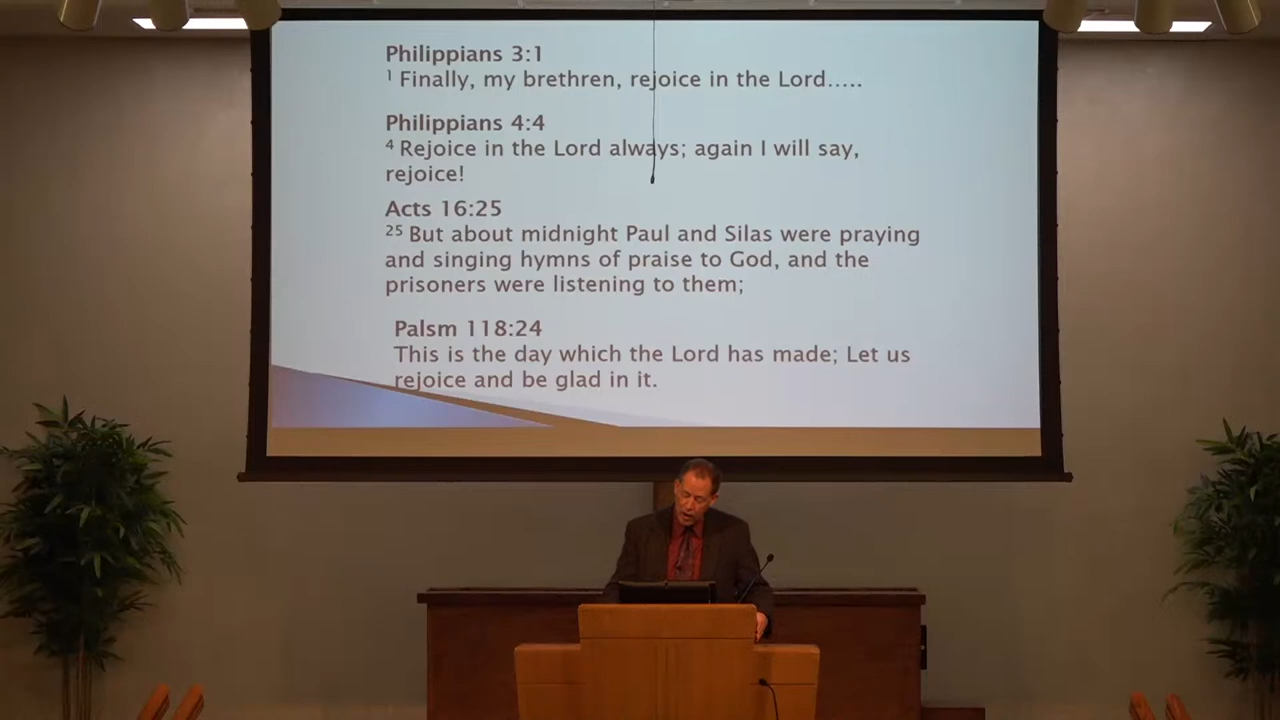 Philippians 3:1
1 Finally, my brethren, rejoice in the Lord.....
Philippians 4:4
4 Rejoice in the Lord always; again I will say,
rejoice!
Acts 16:25
25 But about midnight Paul and Silas were praying
and singing hymns of praise to God, and the
prisoners were listening to them;
Palsm 118:24
This is the day which the Lord has made; Let us
rejoice and be glad in it.